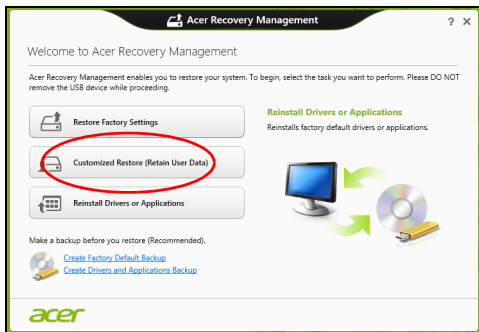 Acer Recovery Management
? ×
Welcome to Acer Recovery Management
Acer Recovery Management enables you to restore your system. To begin, select the task you want to perform. Please DO NOT
remove the USB device while proceeding.
Restore Factory Settings
Customized Restore (Retain User Data)
Reinstall Drivers or Applications
Reinstall Drivers or Applications
Reinstalls factory default drivers or applications.
Make a backup before you restore (Recommended).
Create Factory Default Backup
Create Drivers and Applications Backup
acer